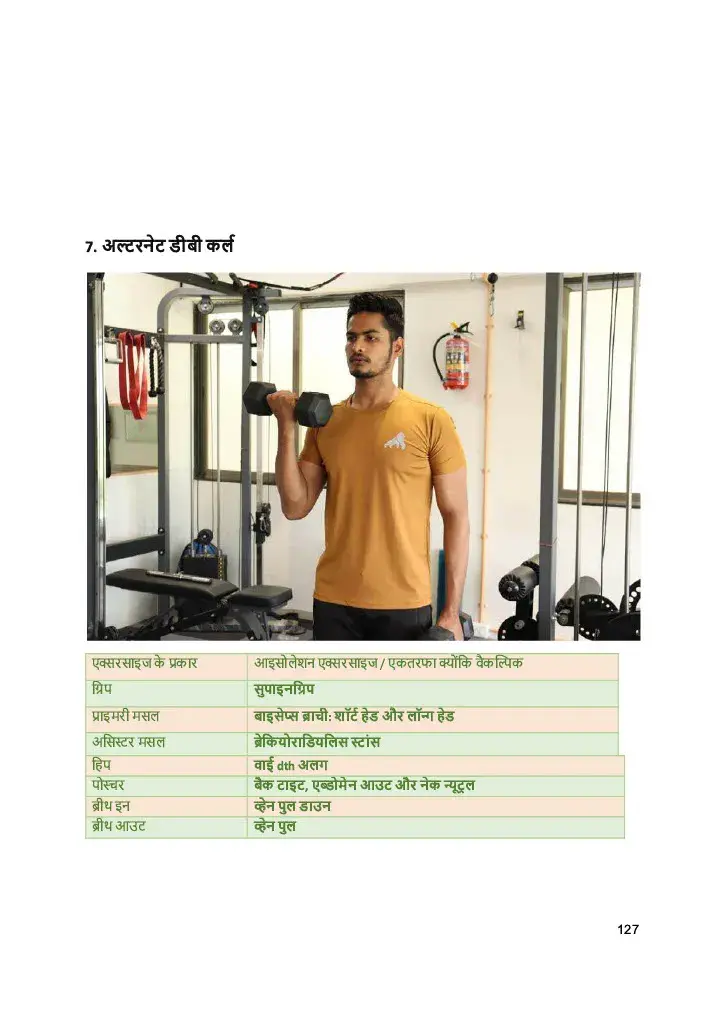 7. अल्टरनेट डीबी कर्ल
एक्सरसाइज के प्रकार आइसोलेशन एक्सरसाइज / एकतरफा क्योंकि वैकल्पिक
ग्रिप सुपाइनग्रिप
प्राइमरी मसल बाइसेप्स ब्राची: शॉर्ट हेड और लॉन्ग हेड
असिस्टर मसल ब्रेकियोराडियलिस स्टांस
हिप वाई dth अलग
पोस्चर बैक टाइट, एब्डोमेन आउट और नेक न्यूट्रल
ब्रीथ इन व्हेन पुल डाउन
ब्रीथ आउट व्हेन पुल
127